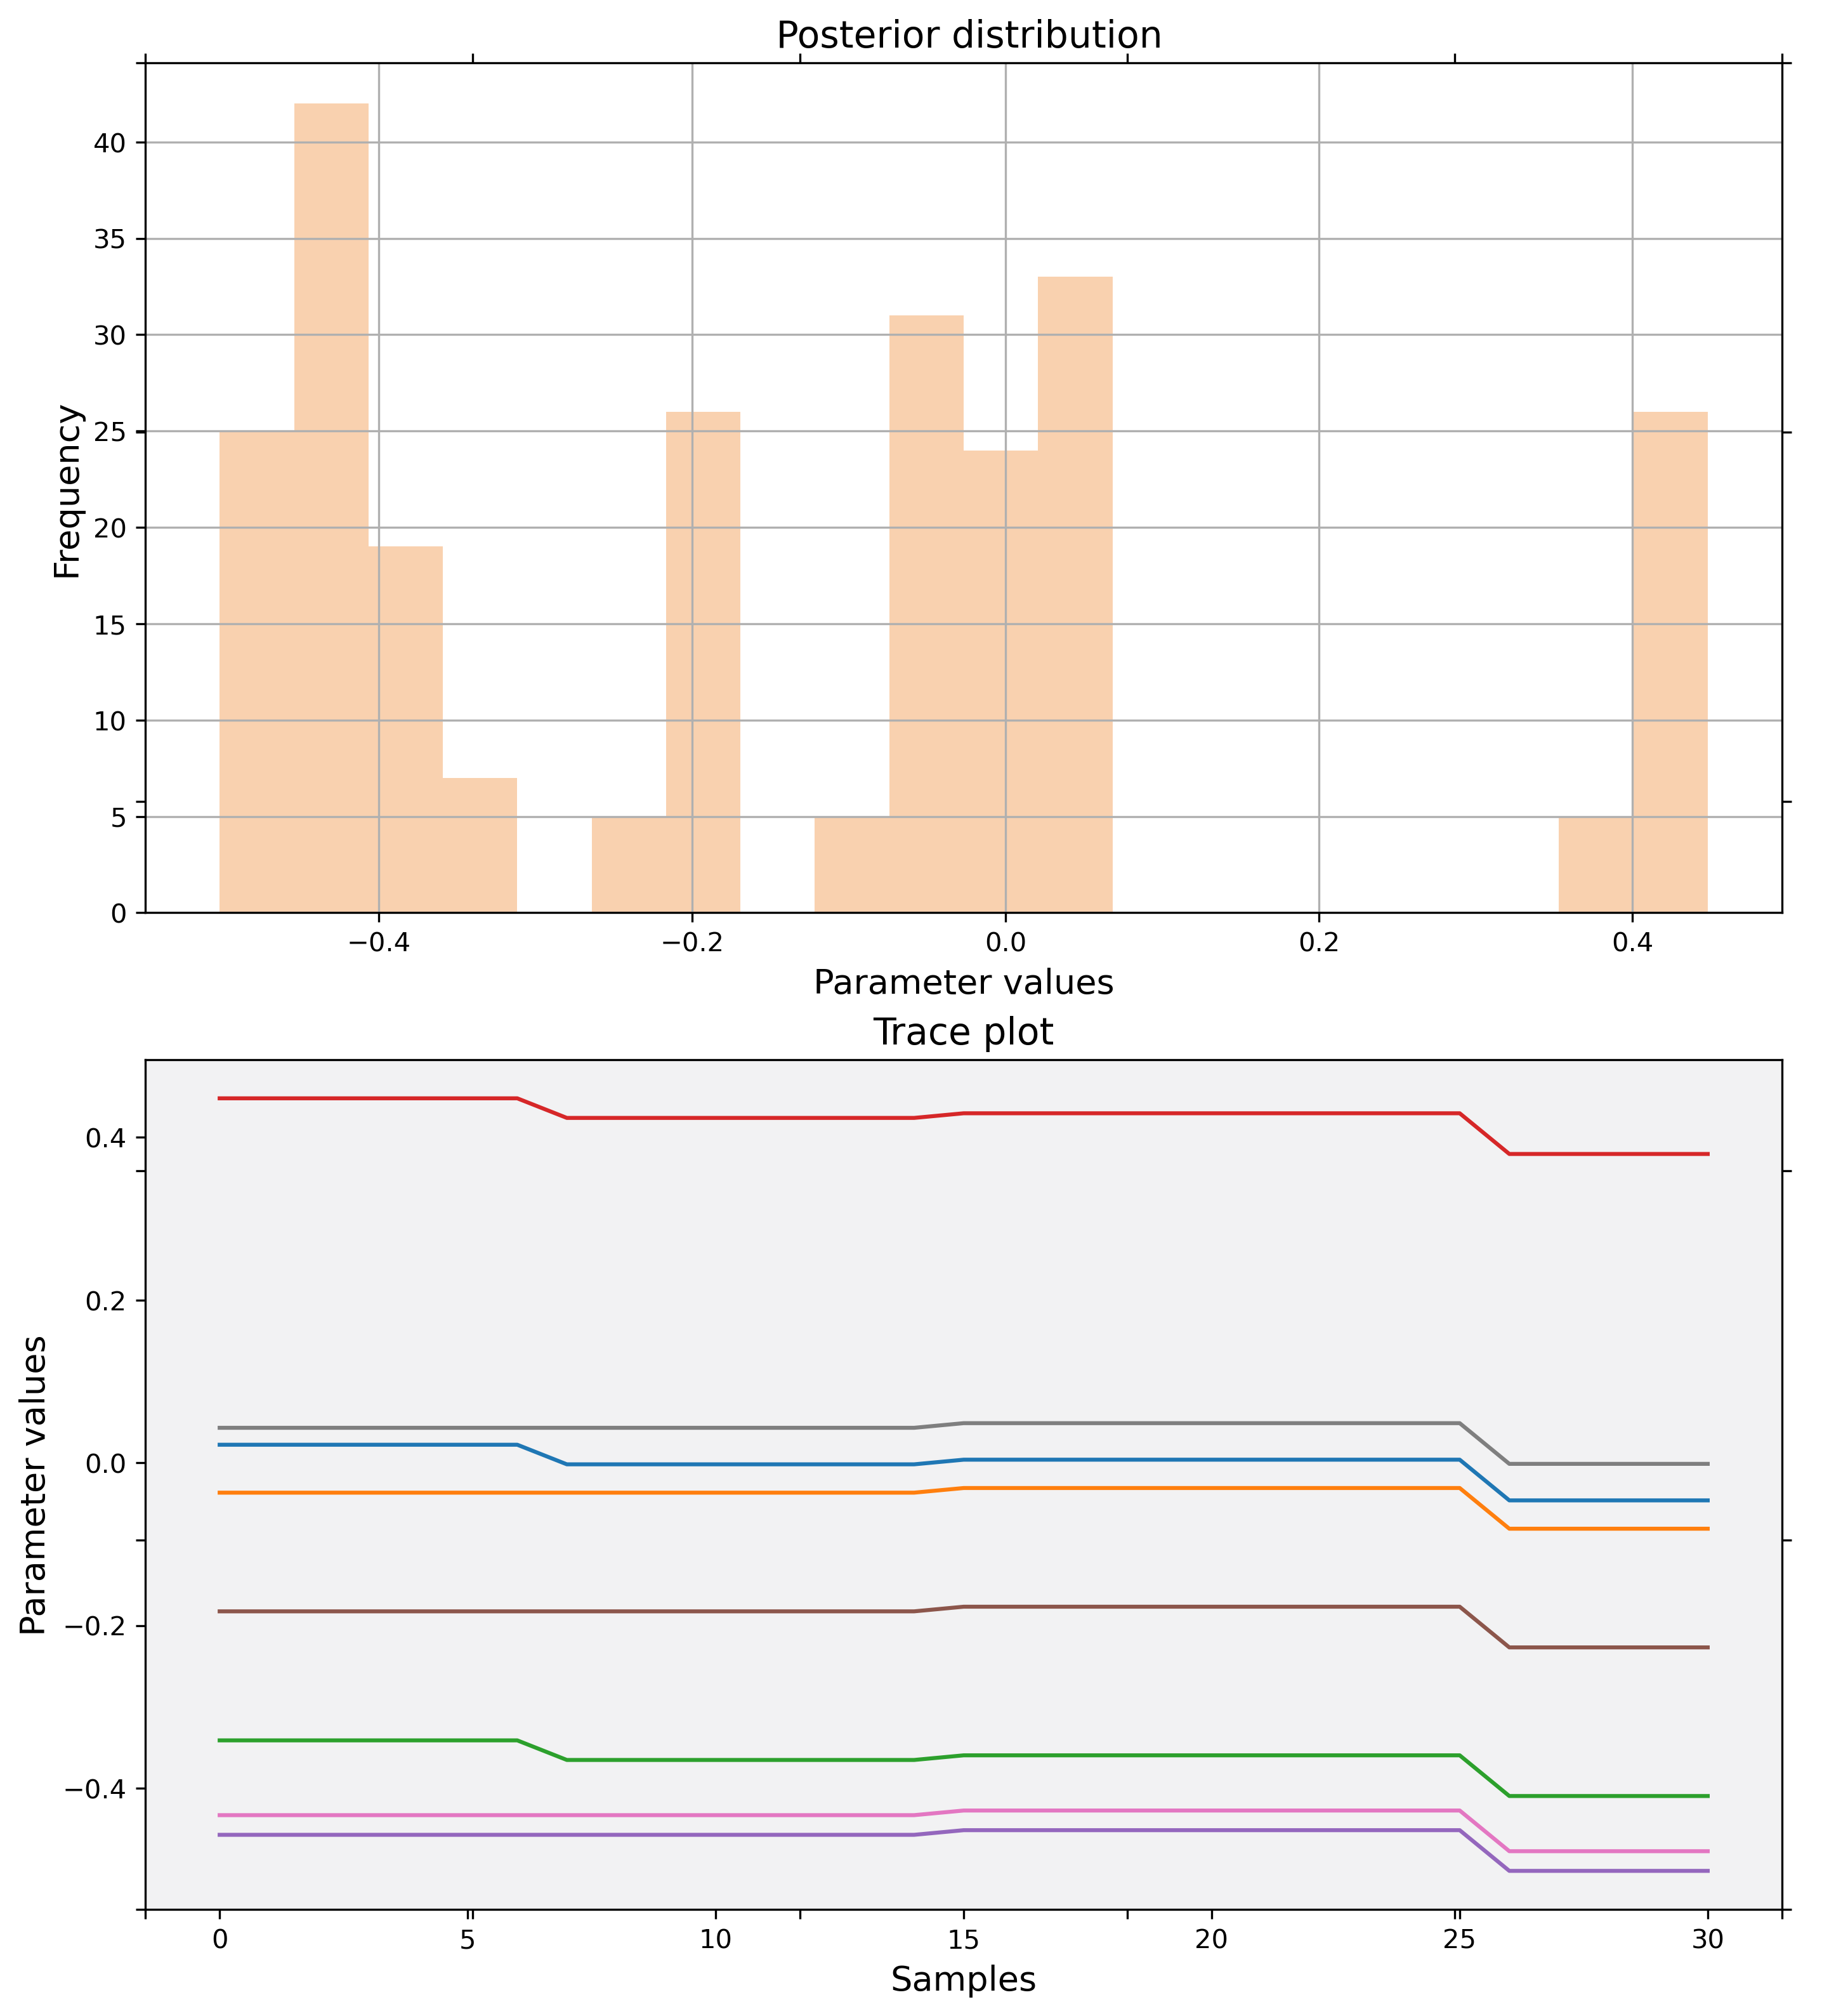 Posterior distribution
40
35
30
25
20
15
10
5
0
Frequency
−0.4 −0.2 0.0 0.2 0.4
Parameter values
Trace plot
0.4
0.2
0.0
−0.2
−0.4
Parameter values
0 5 10 15 20 25 30
Samples